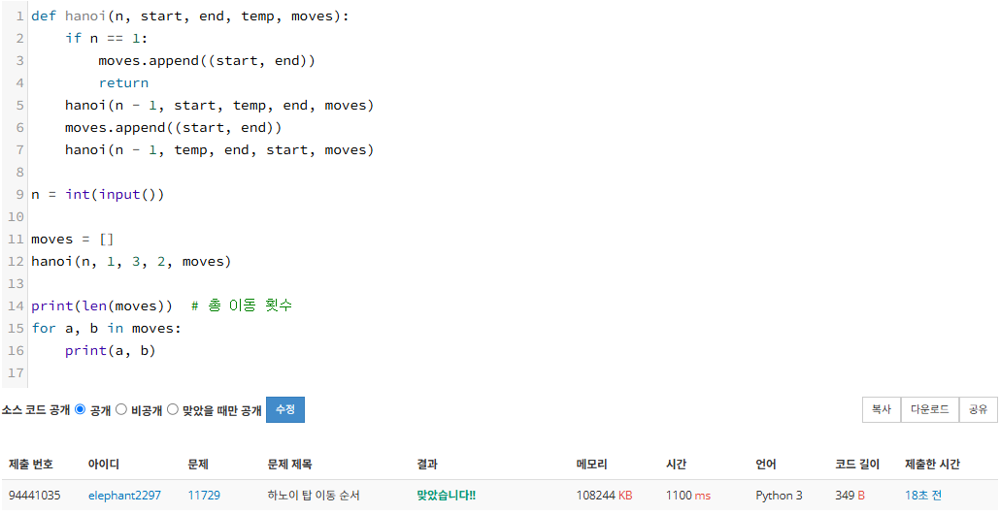 1 def hanoi(n, start, end, temp, moves):
2     if n == 1:
3         moves.append((start, end))
4         return
5     hanoi(n - 1, start, temp, end, moves)
6     moves.append((start, end))
7     hanoi(n - 1, temp, end, start, moves)
8
9 n = int(input())
10
11 moves = []
12 hanoi(n, 1, 3, 2, moves)
13
14 print(len(moves))  # 총 이동 횟수
15 for a, b in moves:
16     print(a, b)
17
소스 코드 공개 공개 비공개 맞았을 때만 공개 수정 복사 다운로드 공유
제출 번호 아이디 문제 문제 제목 결과 메모리 시간 언어 코드 길이 제출한 시간
94441035 elephant2297 11729 하노이 탑 이동 순서 맞았습니다!! 108244 KB 1100 ms Python 3 349 B 18초 전